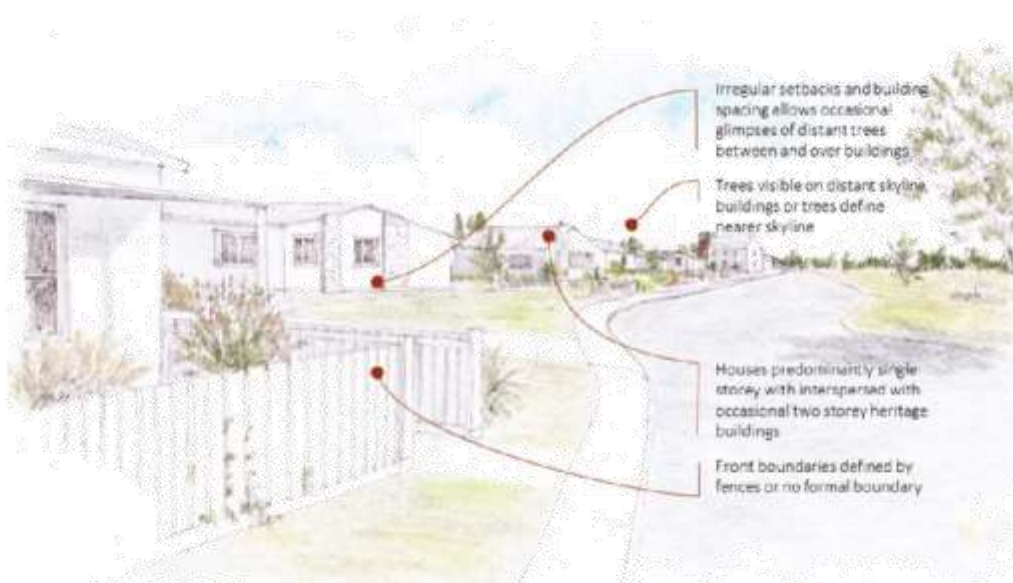 Irregular setbacks and building
spacing allows occasional
glimpses of distant trees
between and over buildings
Trees visible on distant skyline,
buildings or trees define
nearer skyline
Houses predominantly single
storey with interspersed with
occasional two storey heritage
buildings
Front boundaries defined by
fences or no formal boundary